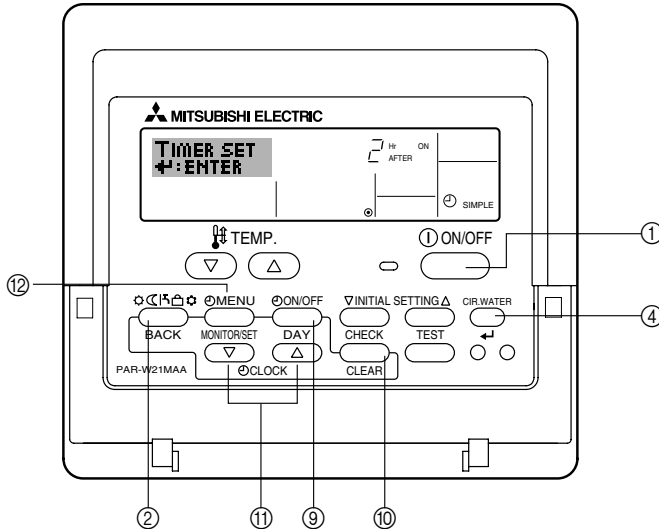 MITSUBISHI ELECTRIC
TIMER SET
↵:ENTER
2 Hr ON
AFTER
SIMPLE
TEMP.
ON/OFF
①
⑫
MENU
ON/OFF
▽INITIAL SETTING△
CIR.WATER
④
BACK
MONITOR/SET
DAY
CHECK
TEST
PAR-W21MAA
CLOCK
CLEAR
②
⑪
⑨
⑩